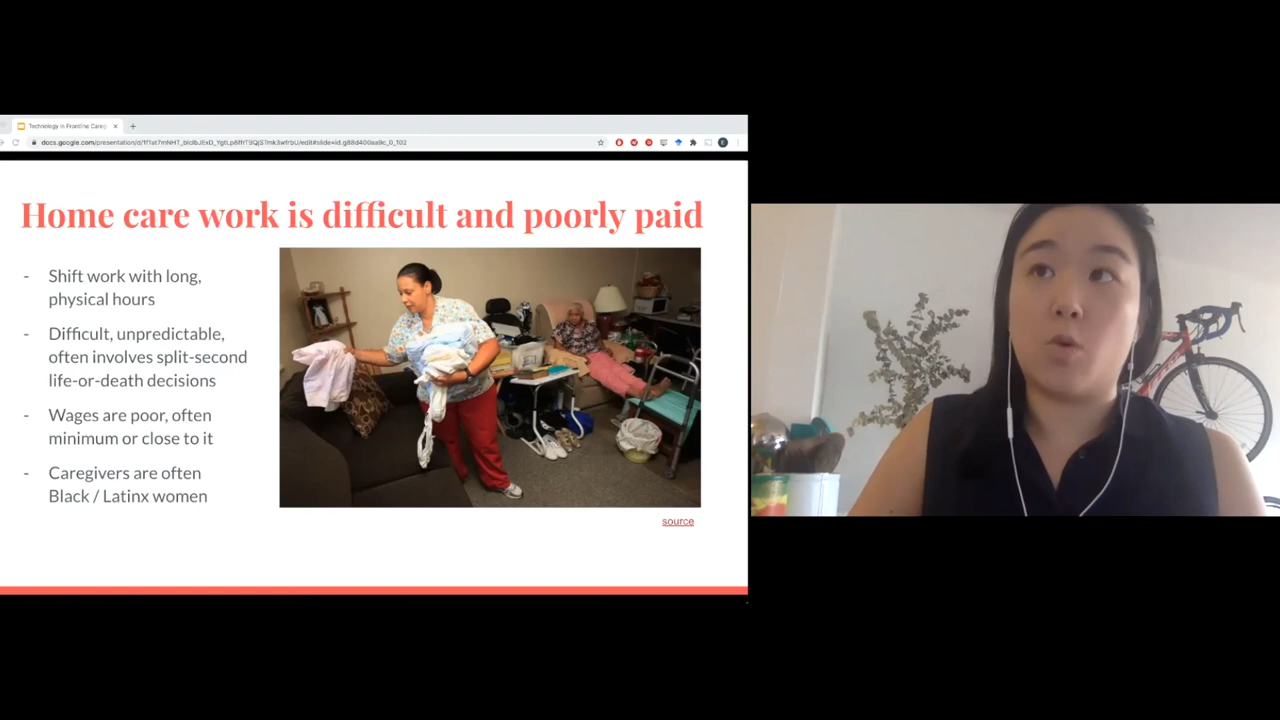 Technology in Frontline Careg
Home care work is difficult and poorly paid
- Shift work with long,
physical hours
- Difficult, unpredictable,
often involves split-second
life-or-death decisions
- Wages are poor, often
minimum or close to it
- Caregivers are often
Black / Latinx women
source